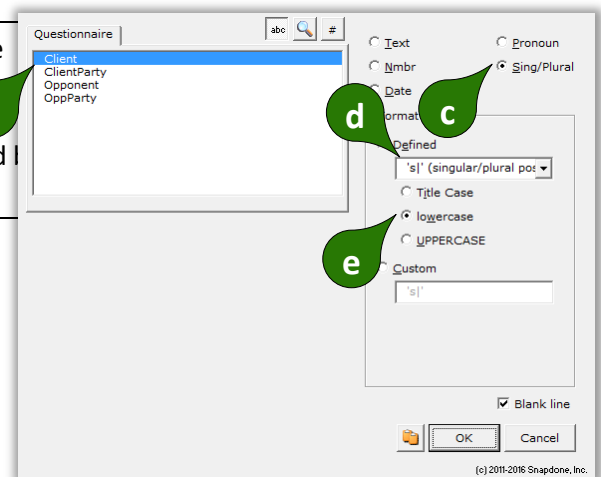 e
Questionnaire
abc
#
Client
ClientParty
Opponent
OppParty
d
Text
Pronoun
Nmbr
Sing/Plural
Date
d
c
ormat
Defined
's|' (singular/plural pos
Title Case
lowercase
UPPERCASE
e
Custom
's|'
Blank line
OK
Cancel
(c) 2011-2016 Snapdone, Inc.